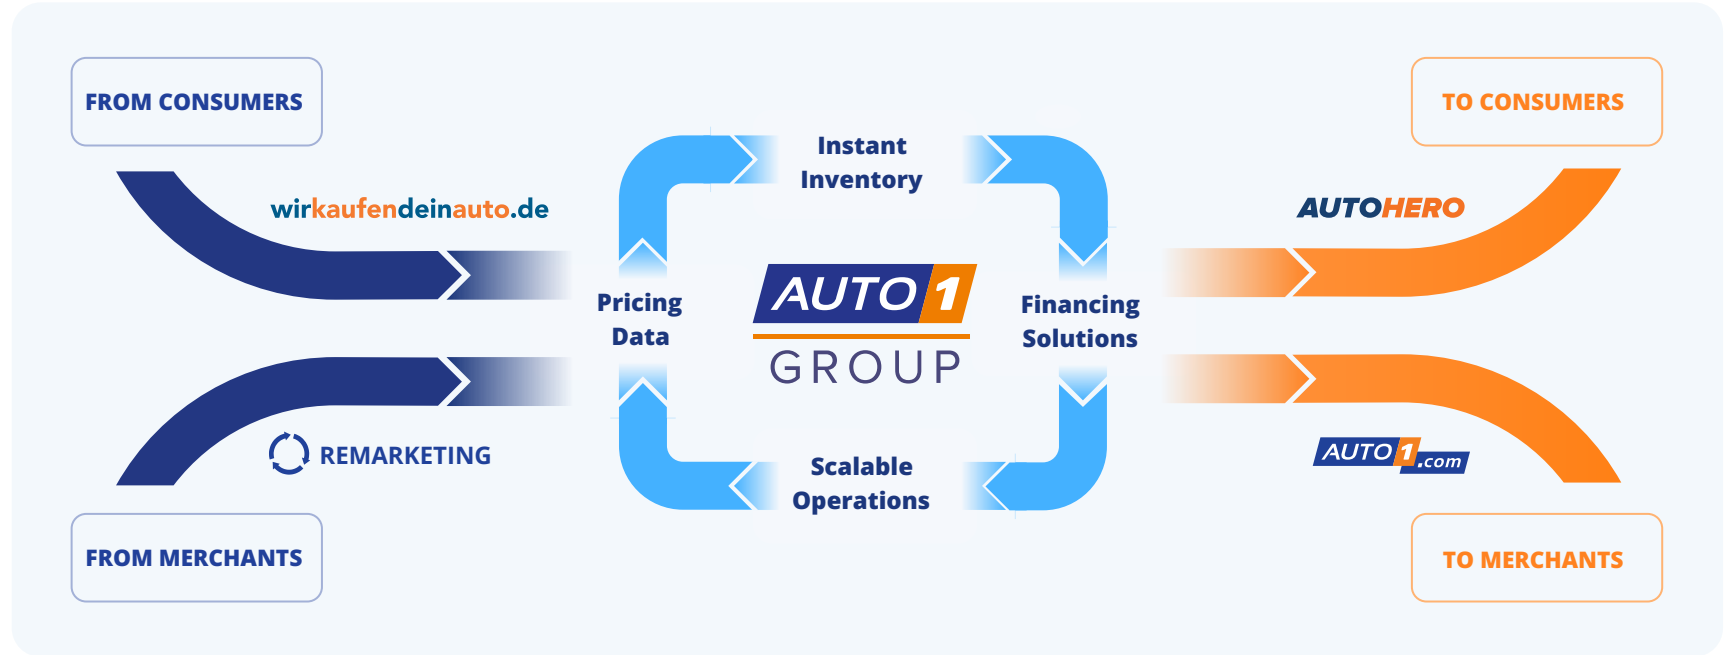 FROM CONSUMERS
wirkaufendeinauto.de
REMARKETING
FROM MERCHANTS
Instant
Inventory
Pricing
Data
AUTO1
GROUP
Financing
Solutions
Scalable
Operations
TO CONSUMERS
AUTOHERO
AUTO1.com
TO MERCHANTS